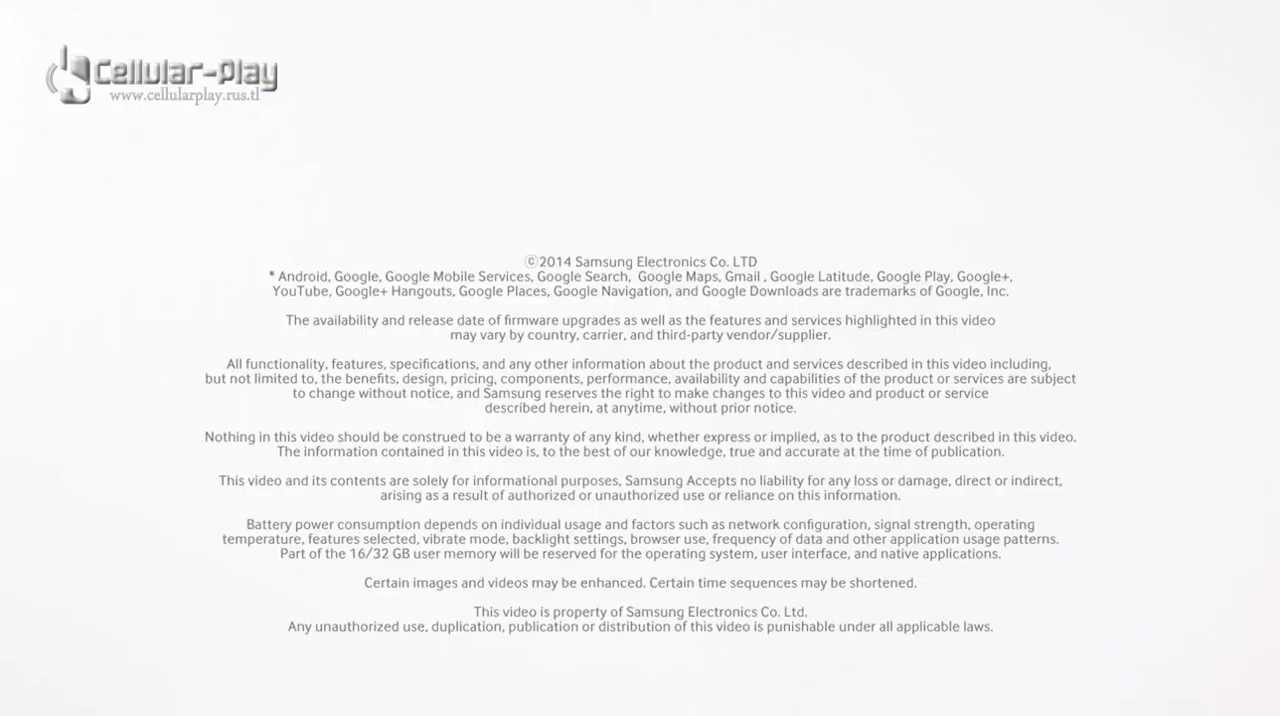 Cellular-Play
www.cellularplay.rus.tl
©2014 Samsung Electronics Co. LTD
* Android, Google, Google Mobile Services, Google Search, Google Maps, Gmail , Google Latitude, Google Play, Google+,
YouTube, Google+ Hangouts, Google Places, Google Navigation, and Google Downloads are trademarks of Google, Inc.
The availability and release date of firmware upgrades as well as the features and services highlighted in this video
may vary by country, carrier, and third-party vendor/supplier.
All functionality, features, specifications, and any other information about the product and services described in this video including,
but not limited to, the benefits, design, pricing, components, performance, availability and capabilities of the product or services are subject
to change without notice, and Samsung reserves the right to make changes to this video and product or service
described herein, at anytime, without prior notice.
Nothing in this video should be construed to be a warranty of any kind, whether express or implied, as to the product described in this video.
The information contained in this video is, to the best of our knowledge, true and accurate at the time of publication.
This video and its contents are solely for informational purposes, Samsung Accepts no liability for any loss or damage, direct or indirect,
arising as a result of authorized or unauthorized use or reliance on this information.
Battery power consumption depends on individual usage and factors such as network configuration, signal strength, operating
temperature, features selected, vibrate mode, backlight settings, browser use, frequency of data and other application usage patterns.
Part of the 16/32 GB user memory will be reserved for the operating system, user interface, and native applications.
Certain images and videos may be enhanced. Certain time sequences may be shortened.
This video is property of Samsung Electronics Co. Ltd.
Any unauthorized use, duplication, publication or distribution of this video is punishable under all applicable laws.